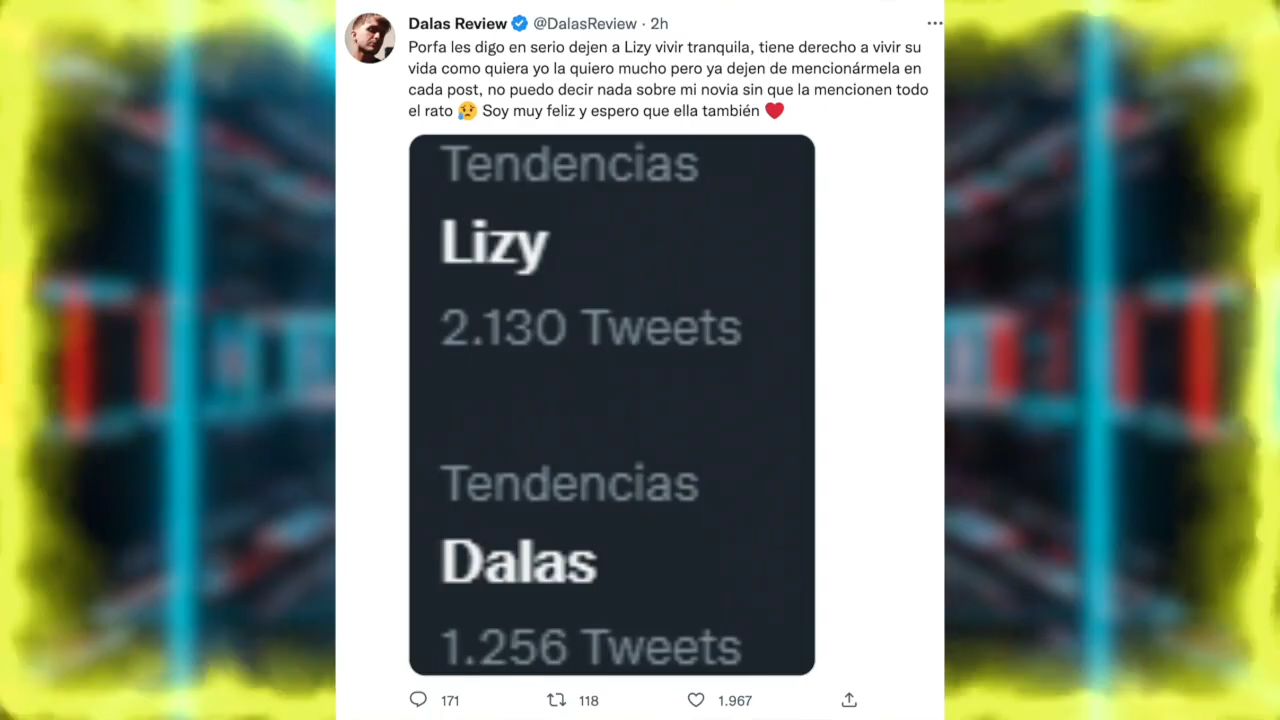 Dalas Review @DalasReview · 2h
Porfa les digo en serio dejen a Lizy vivir tranquila, tiene derecho a vivir su
vida como quiera yo la quiero mucho pero ya dejen de mencionármela en
cada post, no puedo decir nada sobre mi novia sin que la mencionen todo
el rato 😥 Soy muy feliz y espero que ella también ❤️
Tendencias
Lizy
2.130 Tweets
Tendencias
Dalas
1.256 Tweets
171 118 1.967